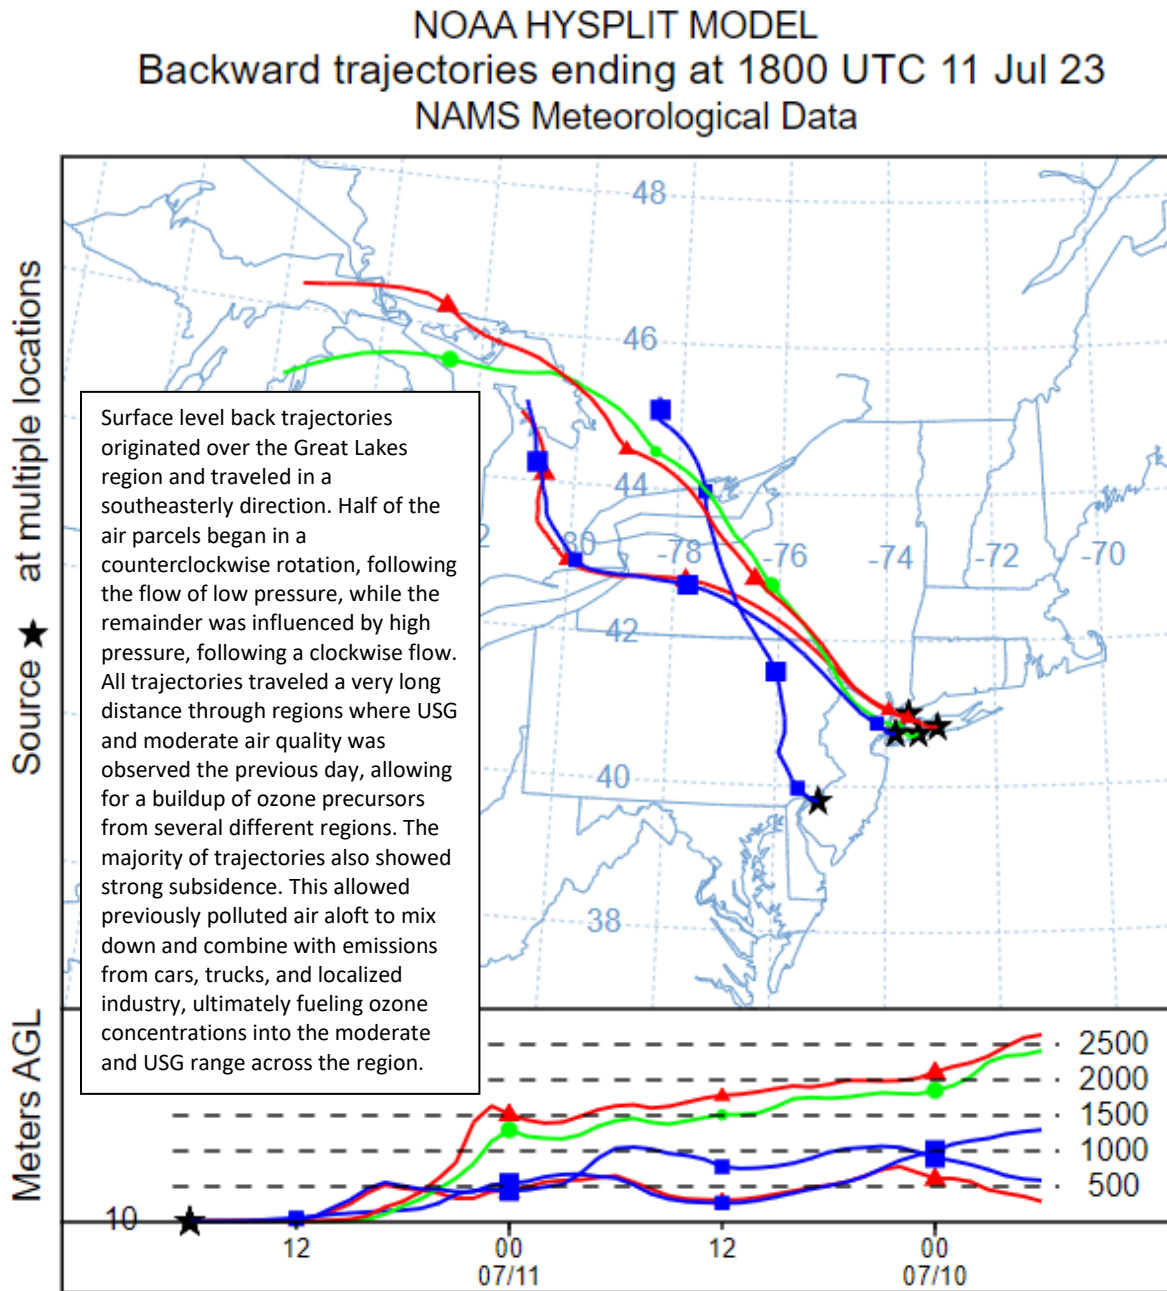 NOAA HYSPLIT MODEL
Backward trajectories ending at 1800 UTC 11 Jul 23
NAMS Meteorological Data
Source ★ at multiple locations
48
46
44
2
80
-78
-76
-74
-72
-70
42
40
38
Surface level back trajectories
originated over the Great Lakes
region and traveled in a
southeasterly direction. Half of the
air parcels began in a
counterclockwise rotation, following
the flow of low pressure, while the
remainder was influenced by high
pressure, following a clockwise flow.
All trajectories traveled a very long
distance through regions where USG
and moderate air quality was
observed the previous day, allowing
for a buildup of ozone precursors
from several different regions. The
majority of trajectories also showed
strong subsidence. This allowed
previously polluted air aloft to mix
down and combine with emissions
from cars, trucks, and localized
industry, ultimately fueling ozone
concentrations into the moderate
and USG range across the region.
Meters AGL
2500
2000
1500
1000
500
10
12
00
12
00
07/11
07/10